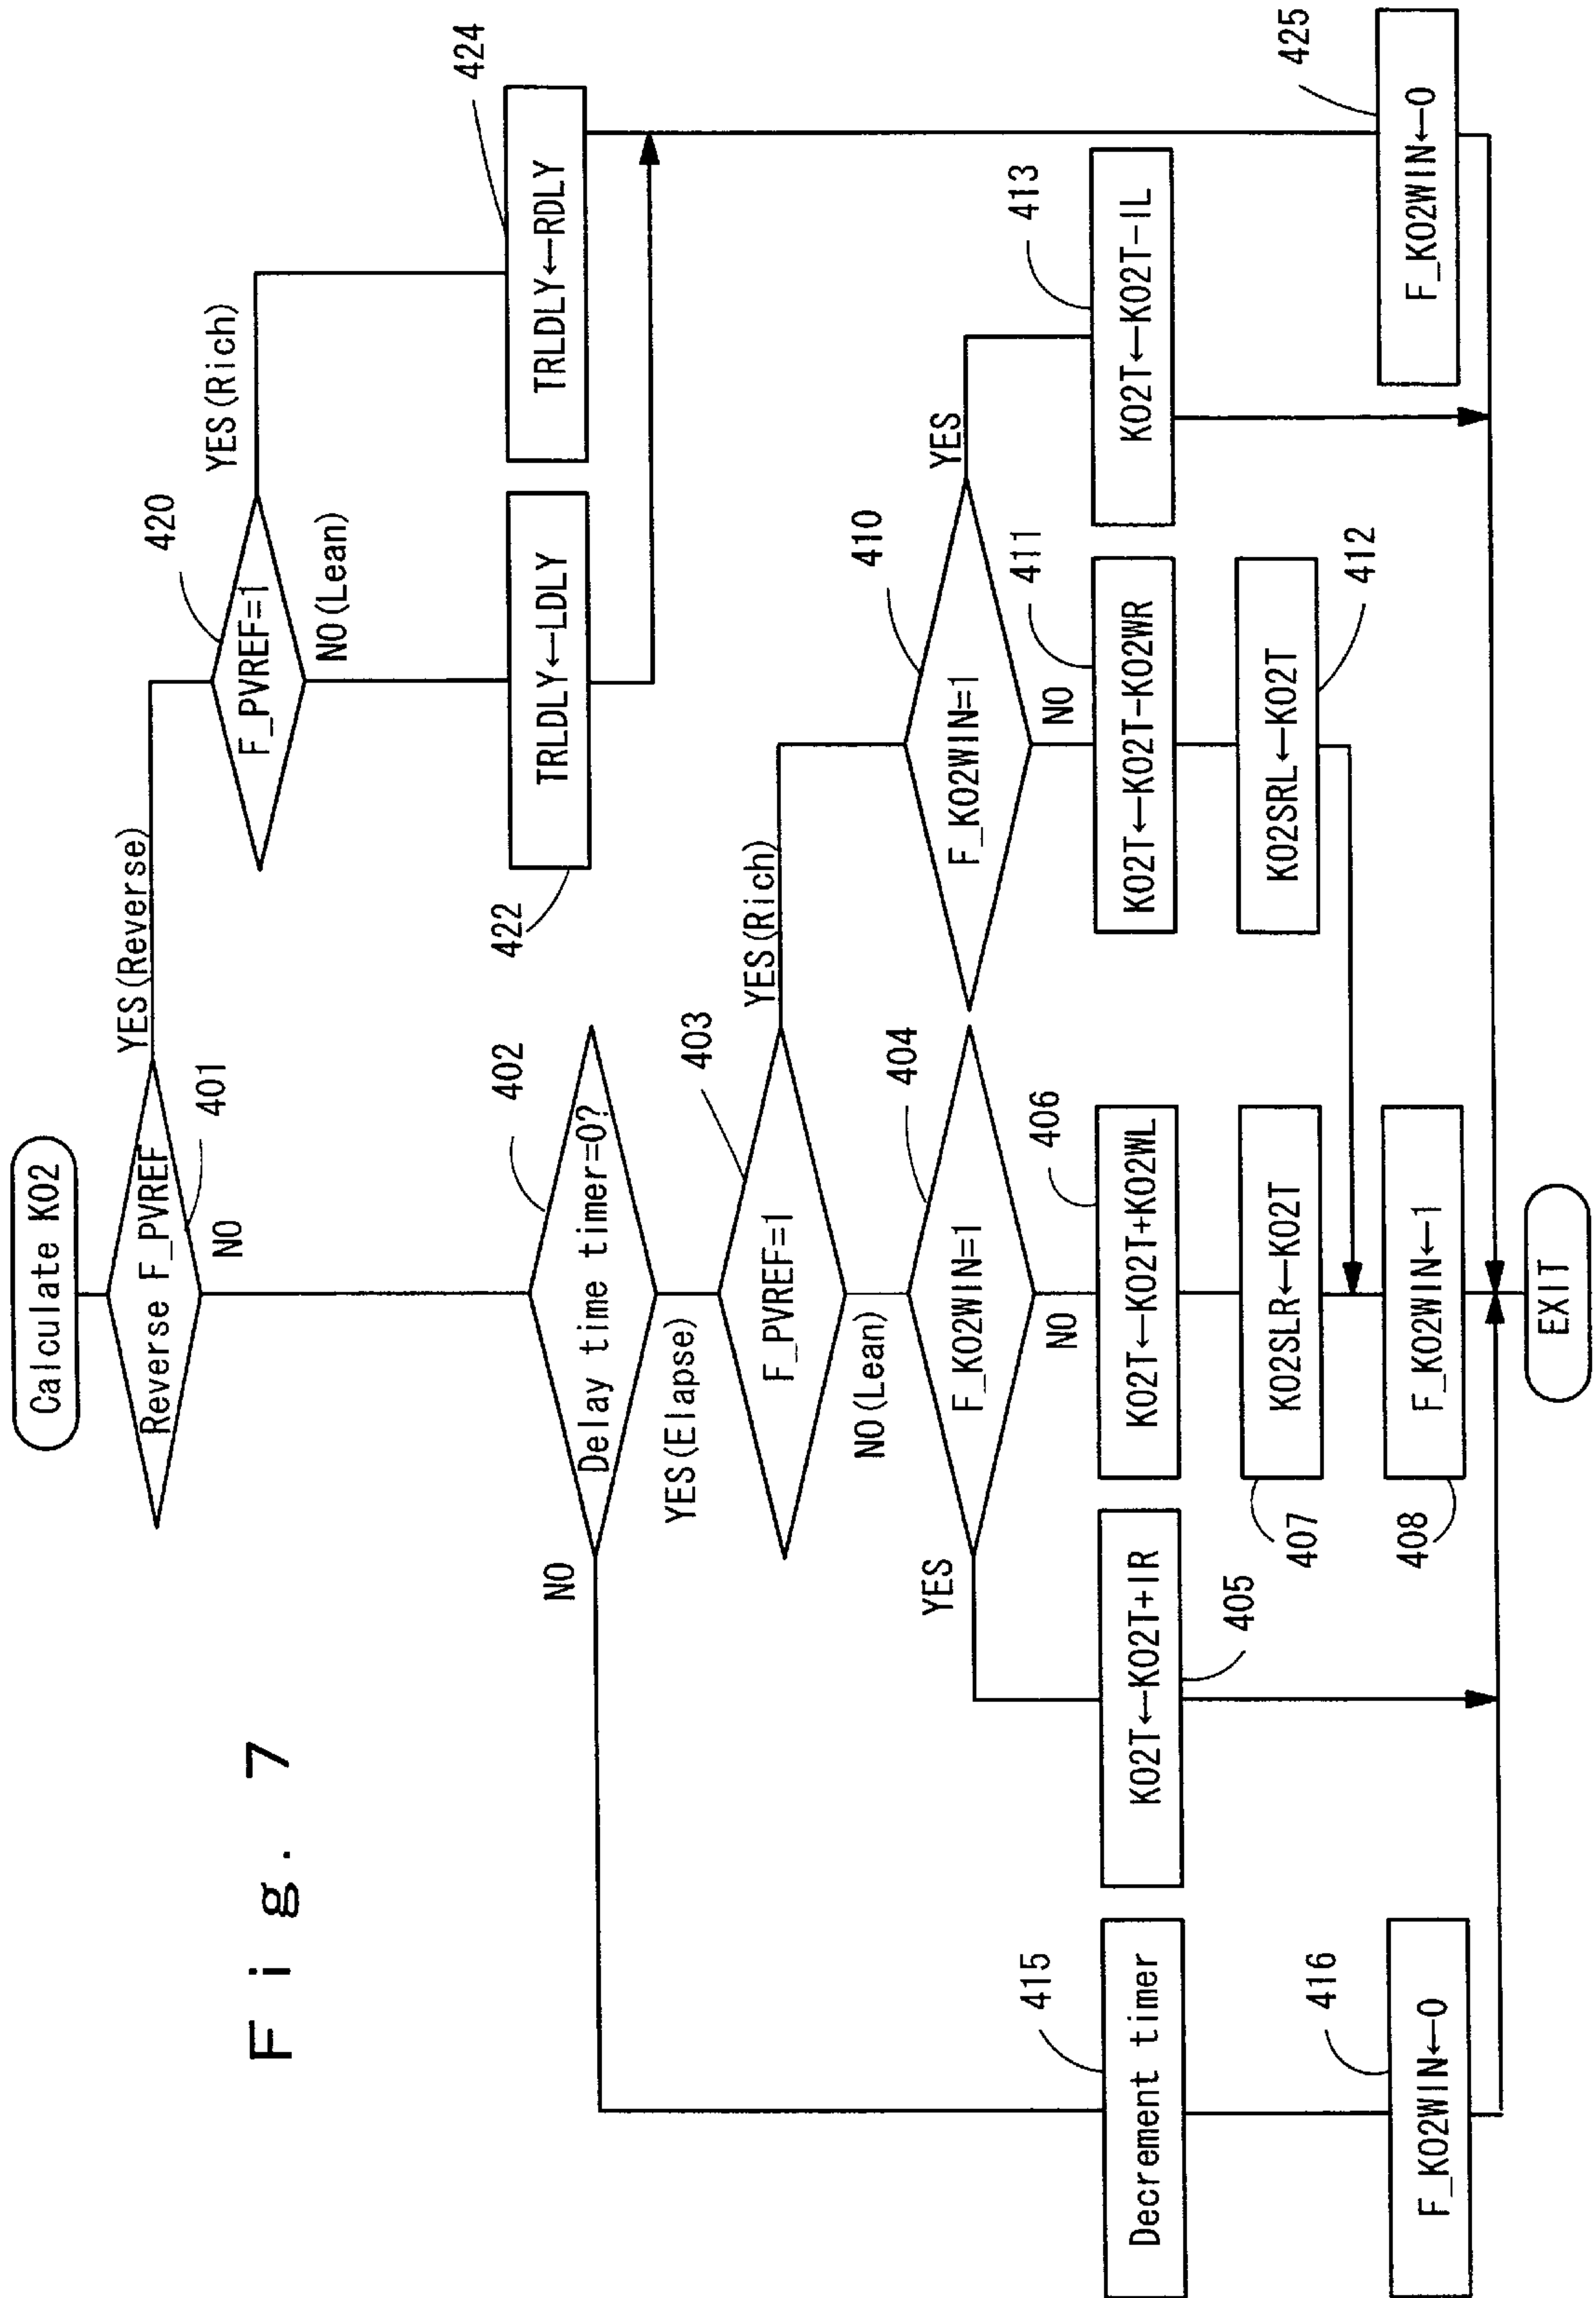 Fig. 7
Calculate KO2
Reverse F_PVREF
401
YES(Reverse)
NO
420
F_PVREF=1
YES(Rich)
NO(Lean)
422
TRLDLY←LDLY
424
TRLDLY←RDLY
402
Delay time timer=0?
NO
YES(Elapse)
403
F_PVREF=1
YES(Rich)
NO(Lean)
404
F_KO2WIN=1
YES
NO
410
F_KO2WIN=1
YES
NO
415
Decrement timer
405
KO2T←KO2T+IR
406
KO2T←KO2T+KO2WL
411
KO2T←KO2T-KO2WR
413
KO2T←KO2T-IL
407
KO2SLR←KO2T
412
KO2SRL←KO2T
416
F_KO2WIN←0
408
F_KO2WIN←1
425
F_KO2WIN←0
EXIT